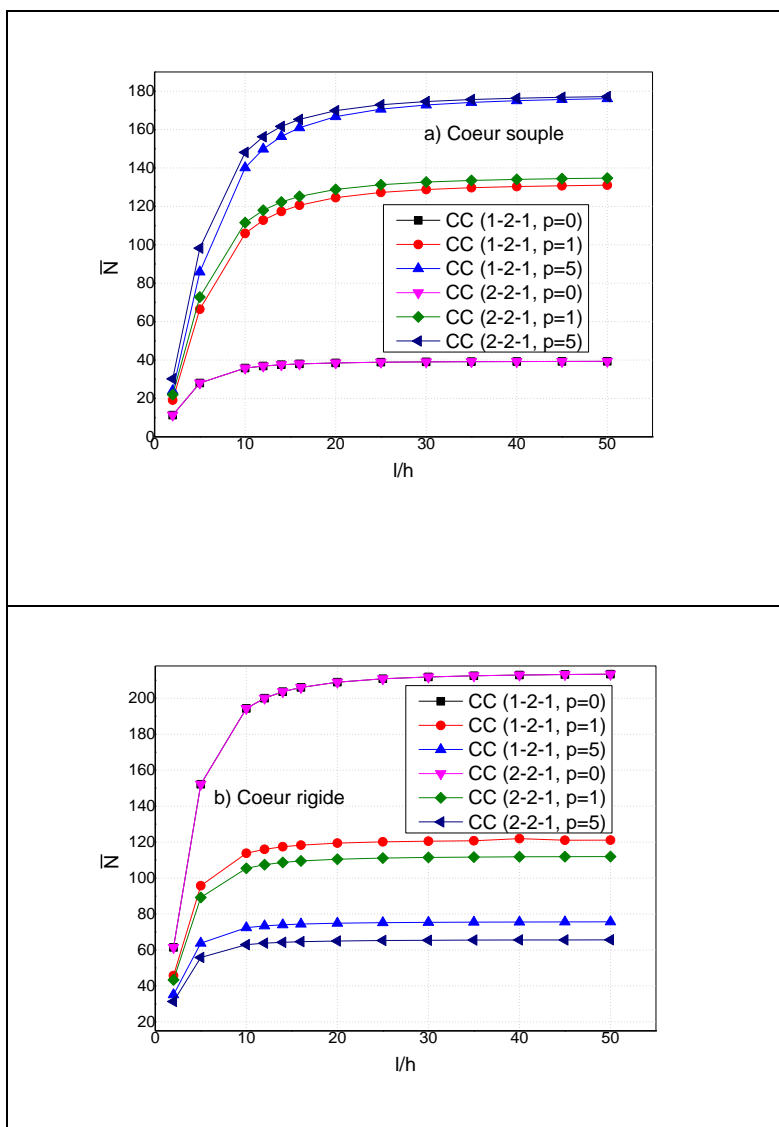 180
160
140
120
100
80
60
40
20
0
0
10
20
30
40
50
N̅
l/h
a) Coeur souple
CC (1-2-1, p=0)
CC (1-2-1, p=1)
CC (1-2-1, p=5)
CC (2-2-1, p=0)
CC (2-2-1, p=1)
CC (2-2-1, p=5)
200
180
160
140
120
100
80
60
40
20
0
10
20
30
40
50
N̅
l/h
b) Coeur rigide
CC (1-2-1, p=0)
CC (1-2-1, p=1)
CC (1-2-1, p=5)
CC (2-2-1, p=0)
CC (2-2-1, p=1)
CC (2-2-1, p=5)